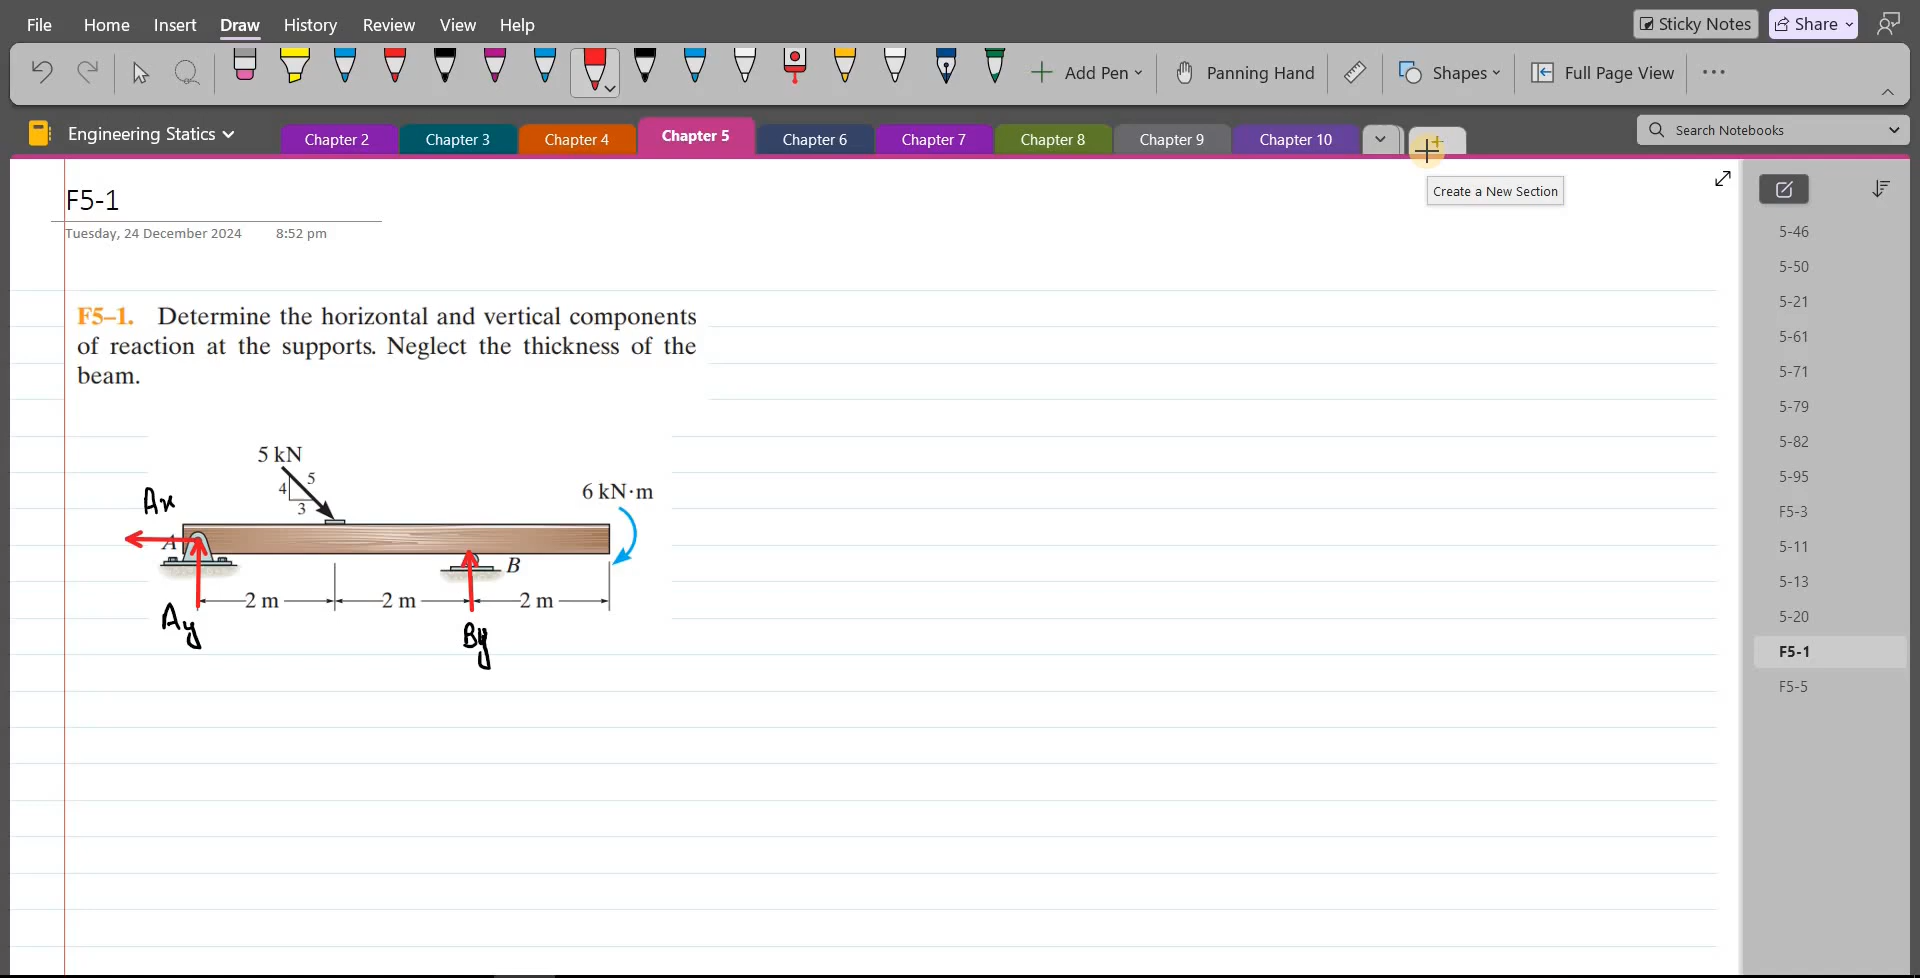 File Home Insert Draw History Review View Help Sticky Notes Share
Add Pen Panning Hand Shapes Full Page View
Engineering Statics Chapter 2 Chapter 3 Chapter 4 Chapter 5 Chapter 6 Chapter 7 Chapter 8 Chapter 9 Chapter 10 Search Notebooks
Create a New Section
F5-1
Tuesday, 24 December 2024 8:52 pm
F5–1. Determine the horizontal and vertical components
of reaction at the supports. Neglect the thickness of the
beam.
5 kN
5
4
3
6 kN·m
Ax
A
B
2 m 2 m 2 m
Ay
By
5-46
5-50
5-21
5-61
5-71
5-79
5-82
5-95
F5-3
5-11
5-13
5-20
F5-1
F5-5